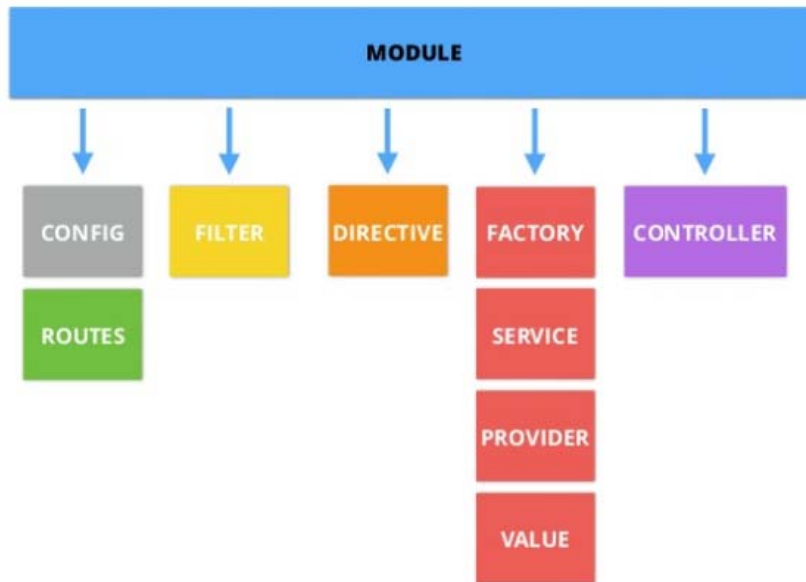 MODULE
CONFIG
FILTER
DIRECTIVE
FACTORY
CONTROLLER
ROUTES
SERVICE
PROVIDER
VALUE